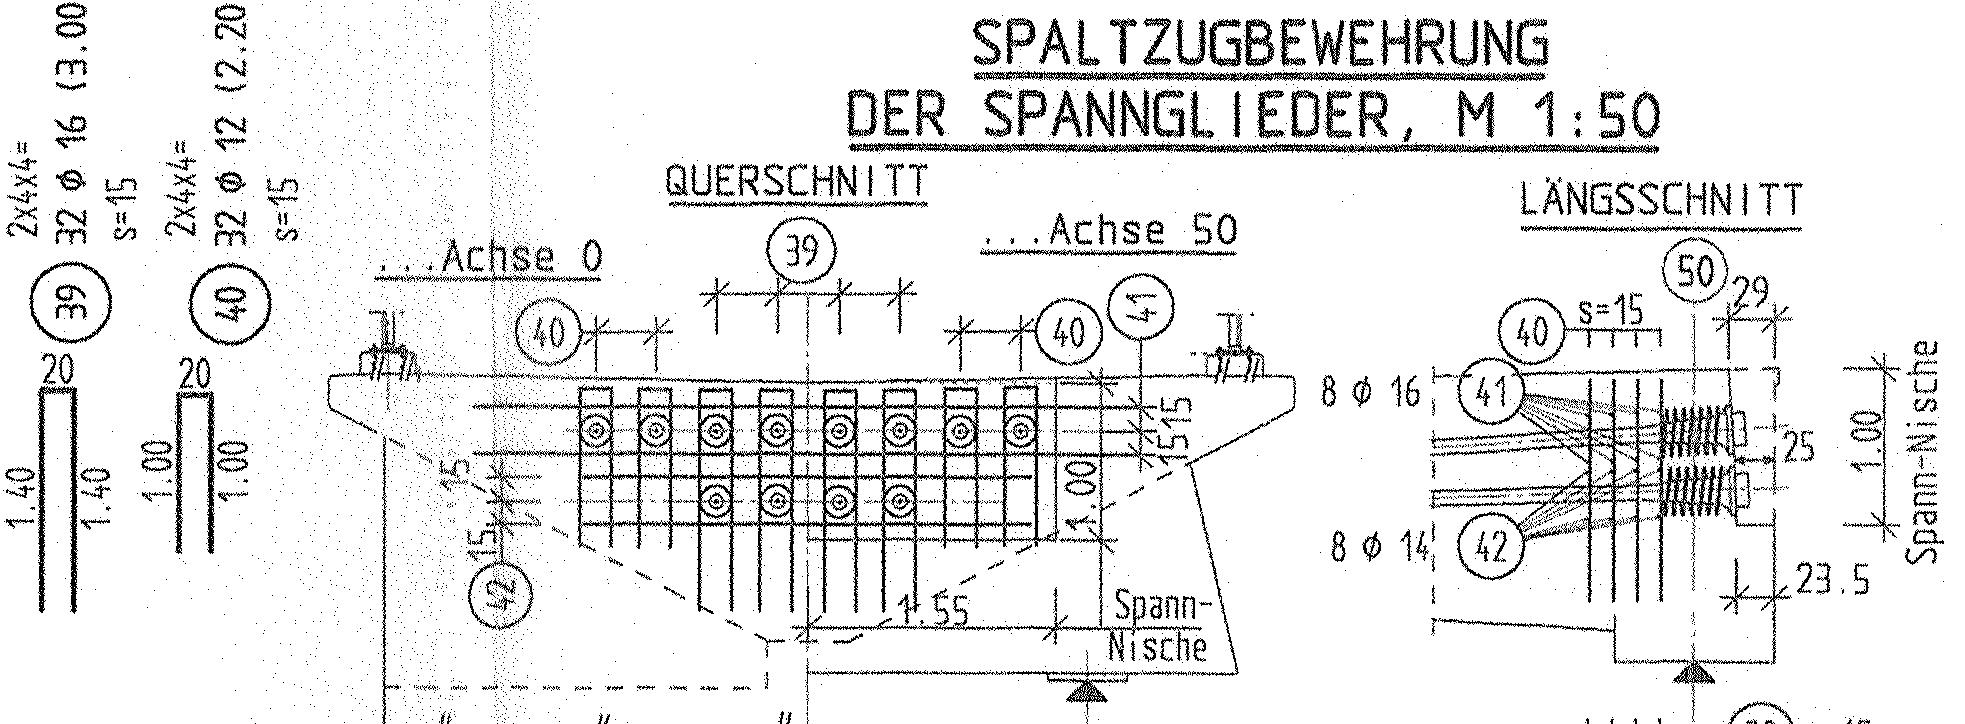 SPALTZUGBEWEHRUNG
DER SPANNGLIEDER, M 1:50
QUERSCHNITT
LÄNGSSCHNITT
...Achse 0
...Achse 50
2x4x4=
39 32 ϕ 16 (3.00
s=15
20
1.40
1.40
2x4x4=
40 32 ϕ 12 (2.20
s=15
20
1.00
1.00
39
40
40
41
15
15
15
15
42
1.00
1.55
Spann-
Nische
50
29
40 s=15
8 ϕ 16 41
25
1.00
Spann-Nische
8 ϕ 14 42
23.5